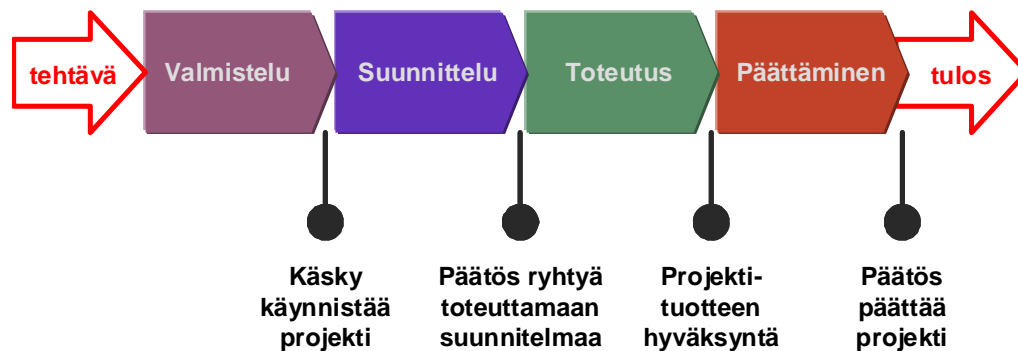 tehtävä
Valmistelu
Suunnittelu
Toteutus
Päättäminen
tulos
Käsky
käynnistää
projekti
Päätös ryhtyä
toteuttamaan
suunnitelmaa
Projekti-
tuotteen
hyväksyntä
Päätös
päättää
projekti